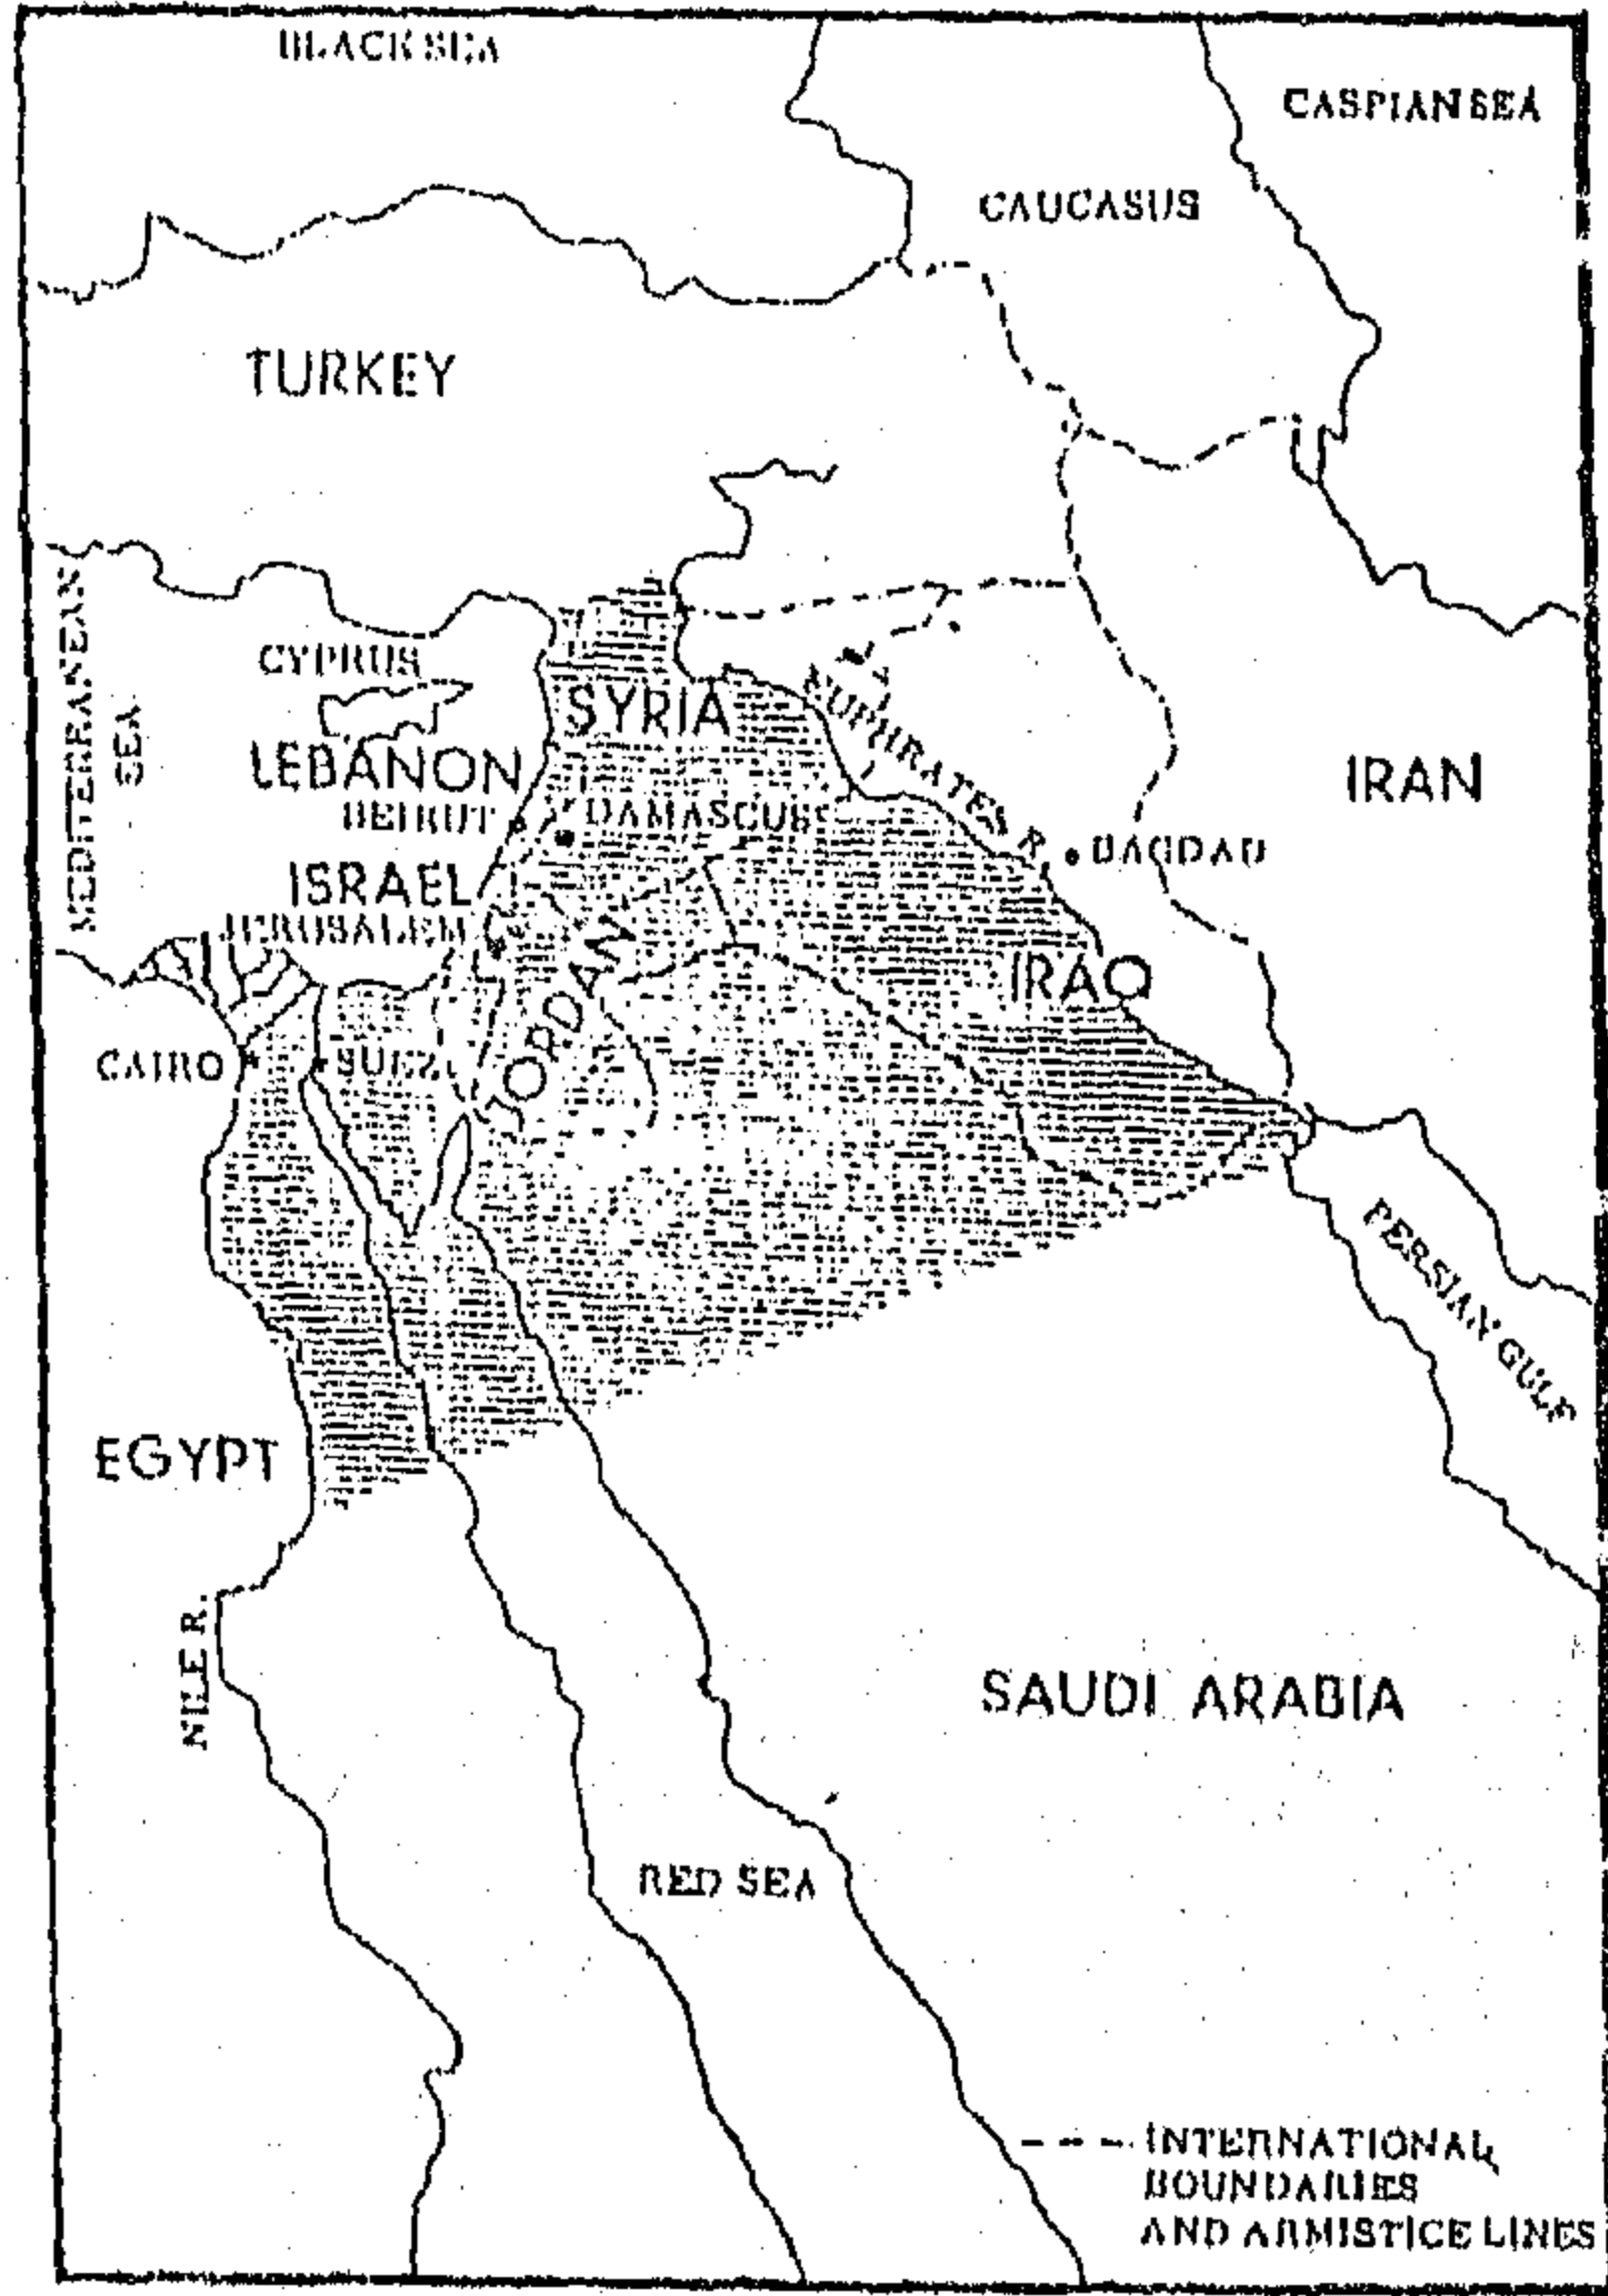 BLACK SEA
CASPIAN SEA
CAUCASUS
TURKEY
MEDITERRANEAN
SEA
CYPRUS
SYRIA
EUPHRATES R.
LEBANON
BEIRUT
DAMASCUS
IRAN
BAGDAD
ISRAEL
JERUSALEM
JORDAN
IRAQ
CAIRO
SUEZ
PERSIAN GULF
EGYPT
NILE R.
SAUDI ARABIA
RED SEA
INTERNATIONAL
BOUNDARIES
AND ARMISTICE LINES